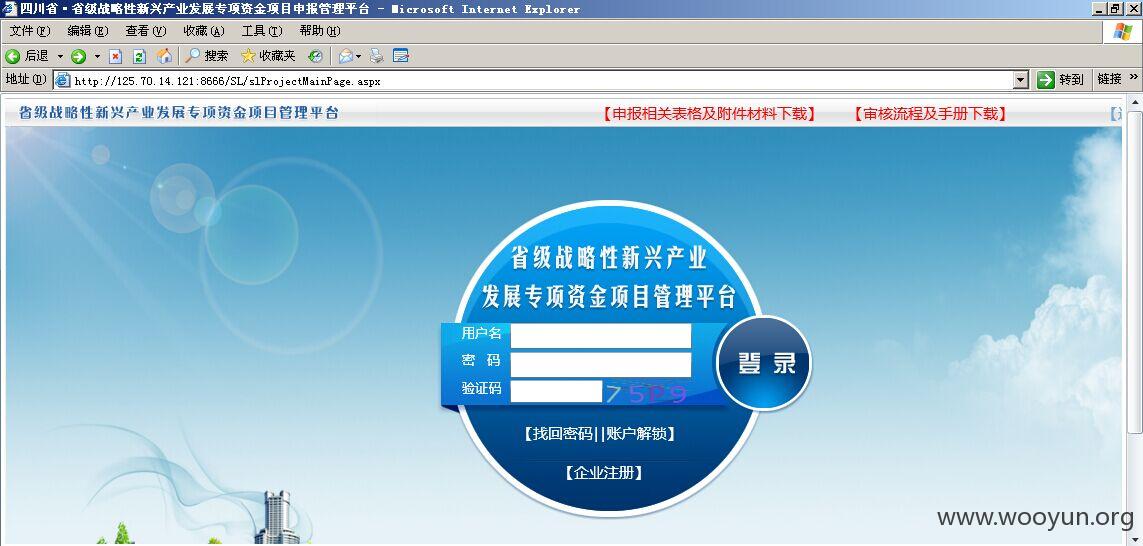 四川省·省级战略性新兴产业发展专项资金项目申报管理平台 - Microsoft Internet Explorer
文件(F) 编辑(E) 查看(V) 收藏(A) 工具(T) 帮助(H)
后退 搜索 收藏夹
地址(D) http://125.70.14.121:8666/SL/slProjectMainPage.aspx 转到 链接 »
省级战略性新兴产业发展专项资金项目管理平台 【申报相关表格及附件材料下载】 【审核流程及手册下载】
省级战略性新兴产业
发展专项资金项目管理平台
用户名
密 码
验证码 75P9
登录
【找回密码||账户解锁】
【企业注册】
www.wooyun.org